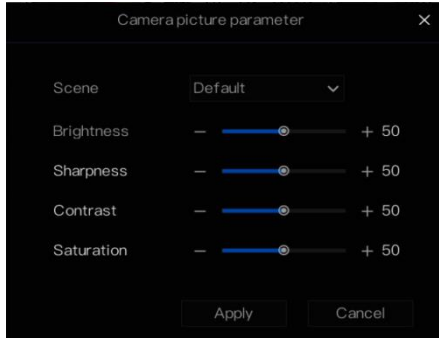 Camera picture parameter
Scene Default
Brightness 50
Sharpness 50
Contrast 50
Saturation 50
Apply Cancel